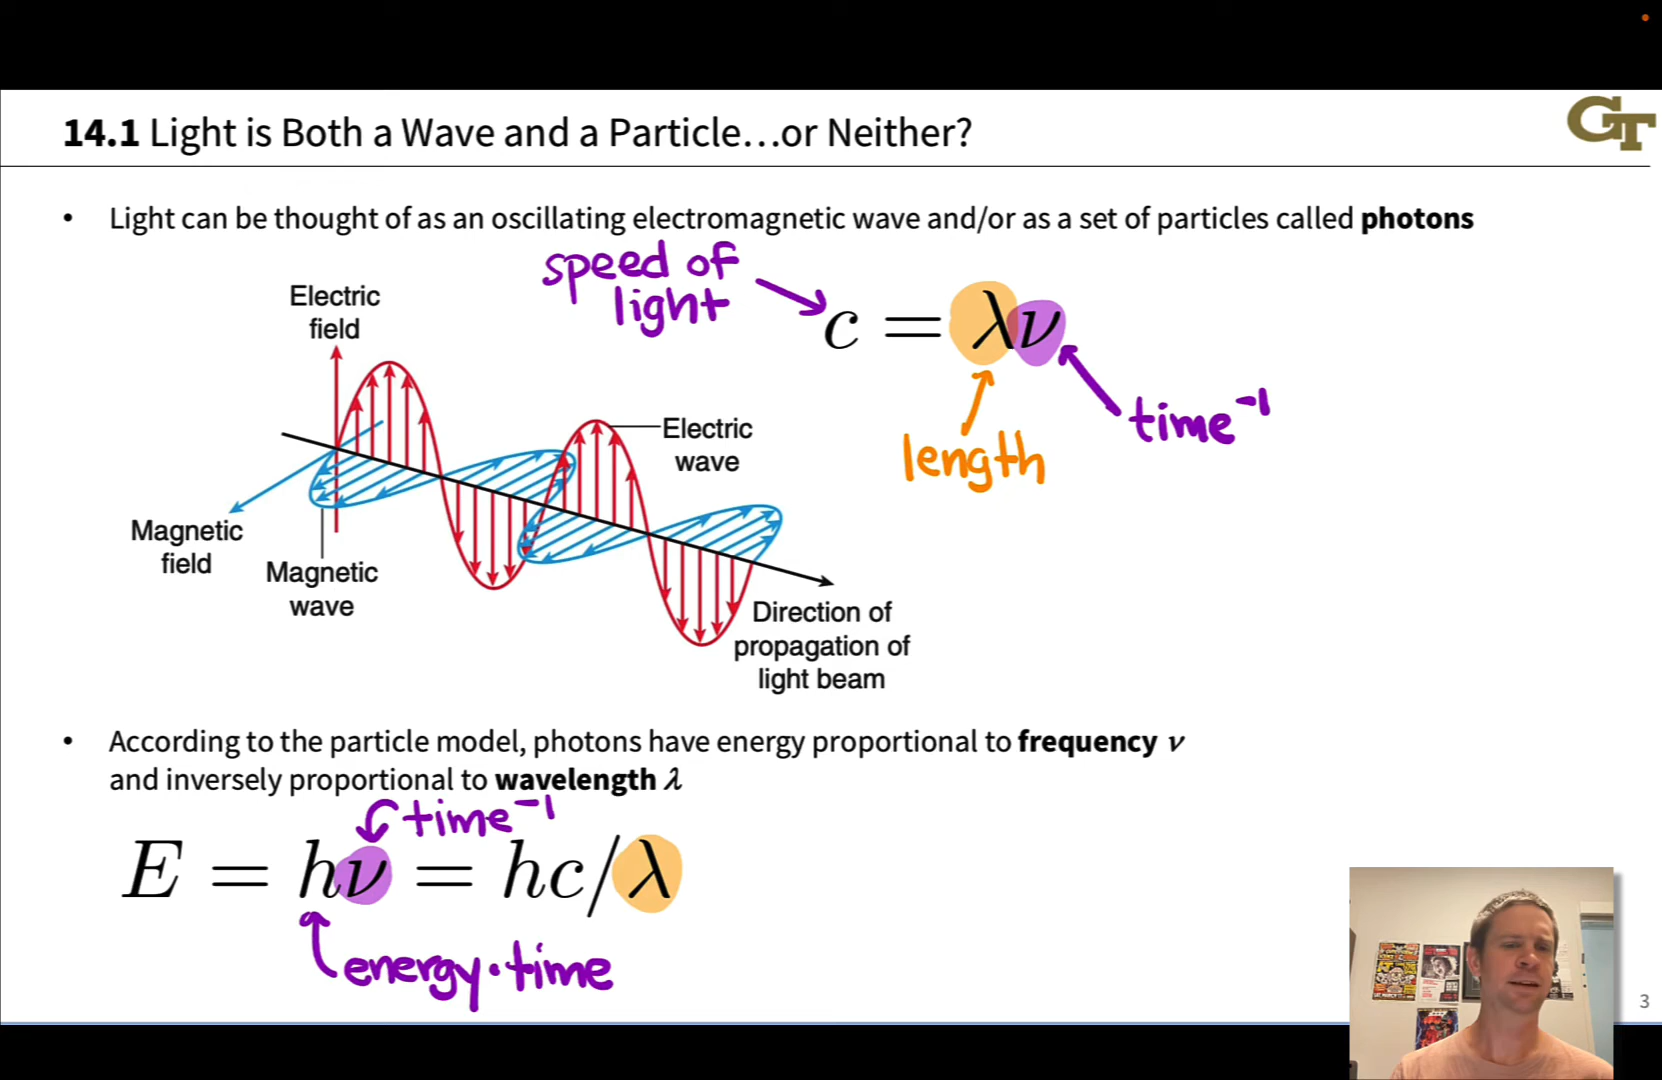 14.1 Light is Both a Wave and a Particle...or Neither?
GT
• Light can be thought of as an oscillating electromagnetic wave and/or as a set of particles called photons
speed of
light
c = λν
length
time⁻¹
Electric
field
Electric
wave
Magnetic
field
Magnetic
wave
Direction of
propagation of
light beam
• According to the particle model, photons have energy proportional to frequency ν
and inversely proportional to wavelength λ
time⁻¹
E = hν = hc/λ
energy·time
3